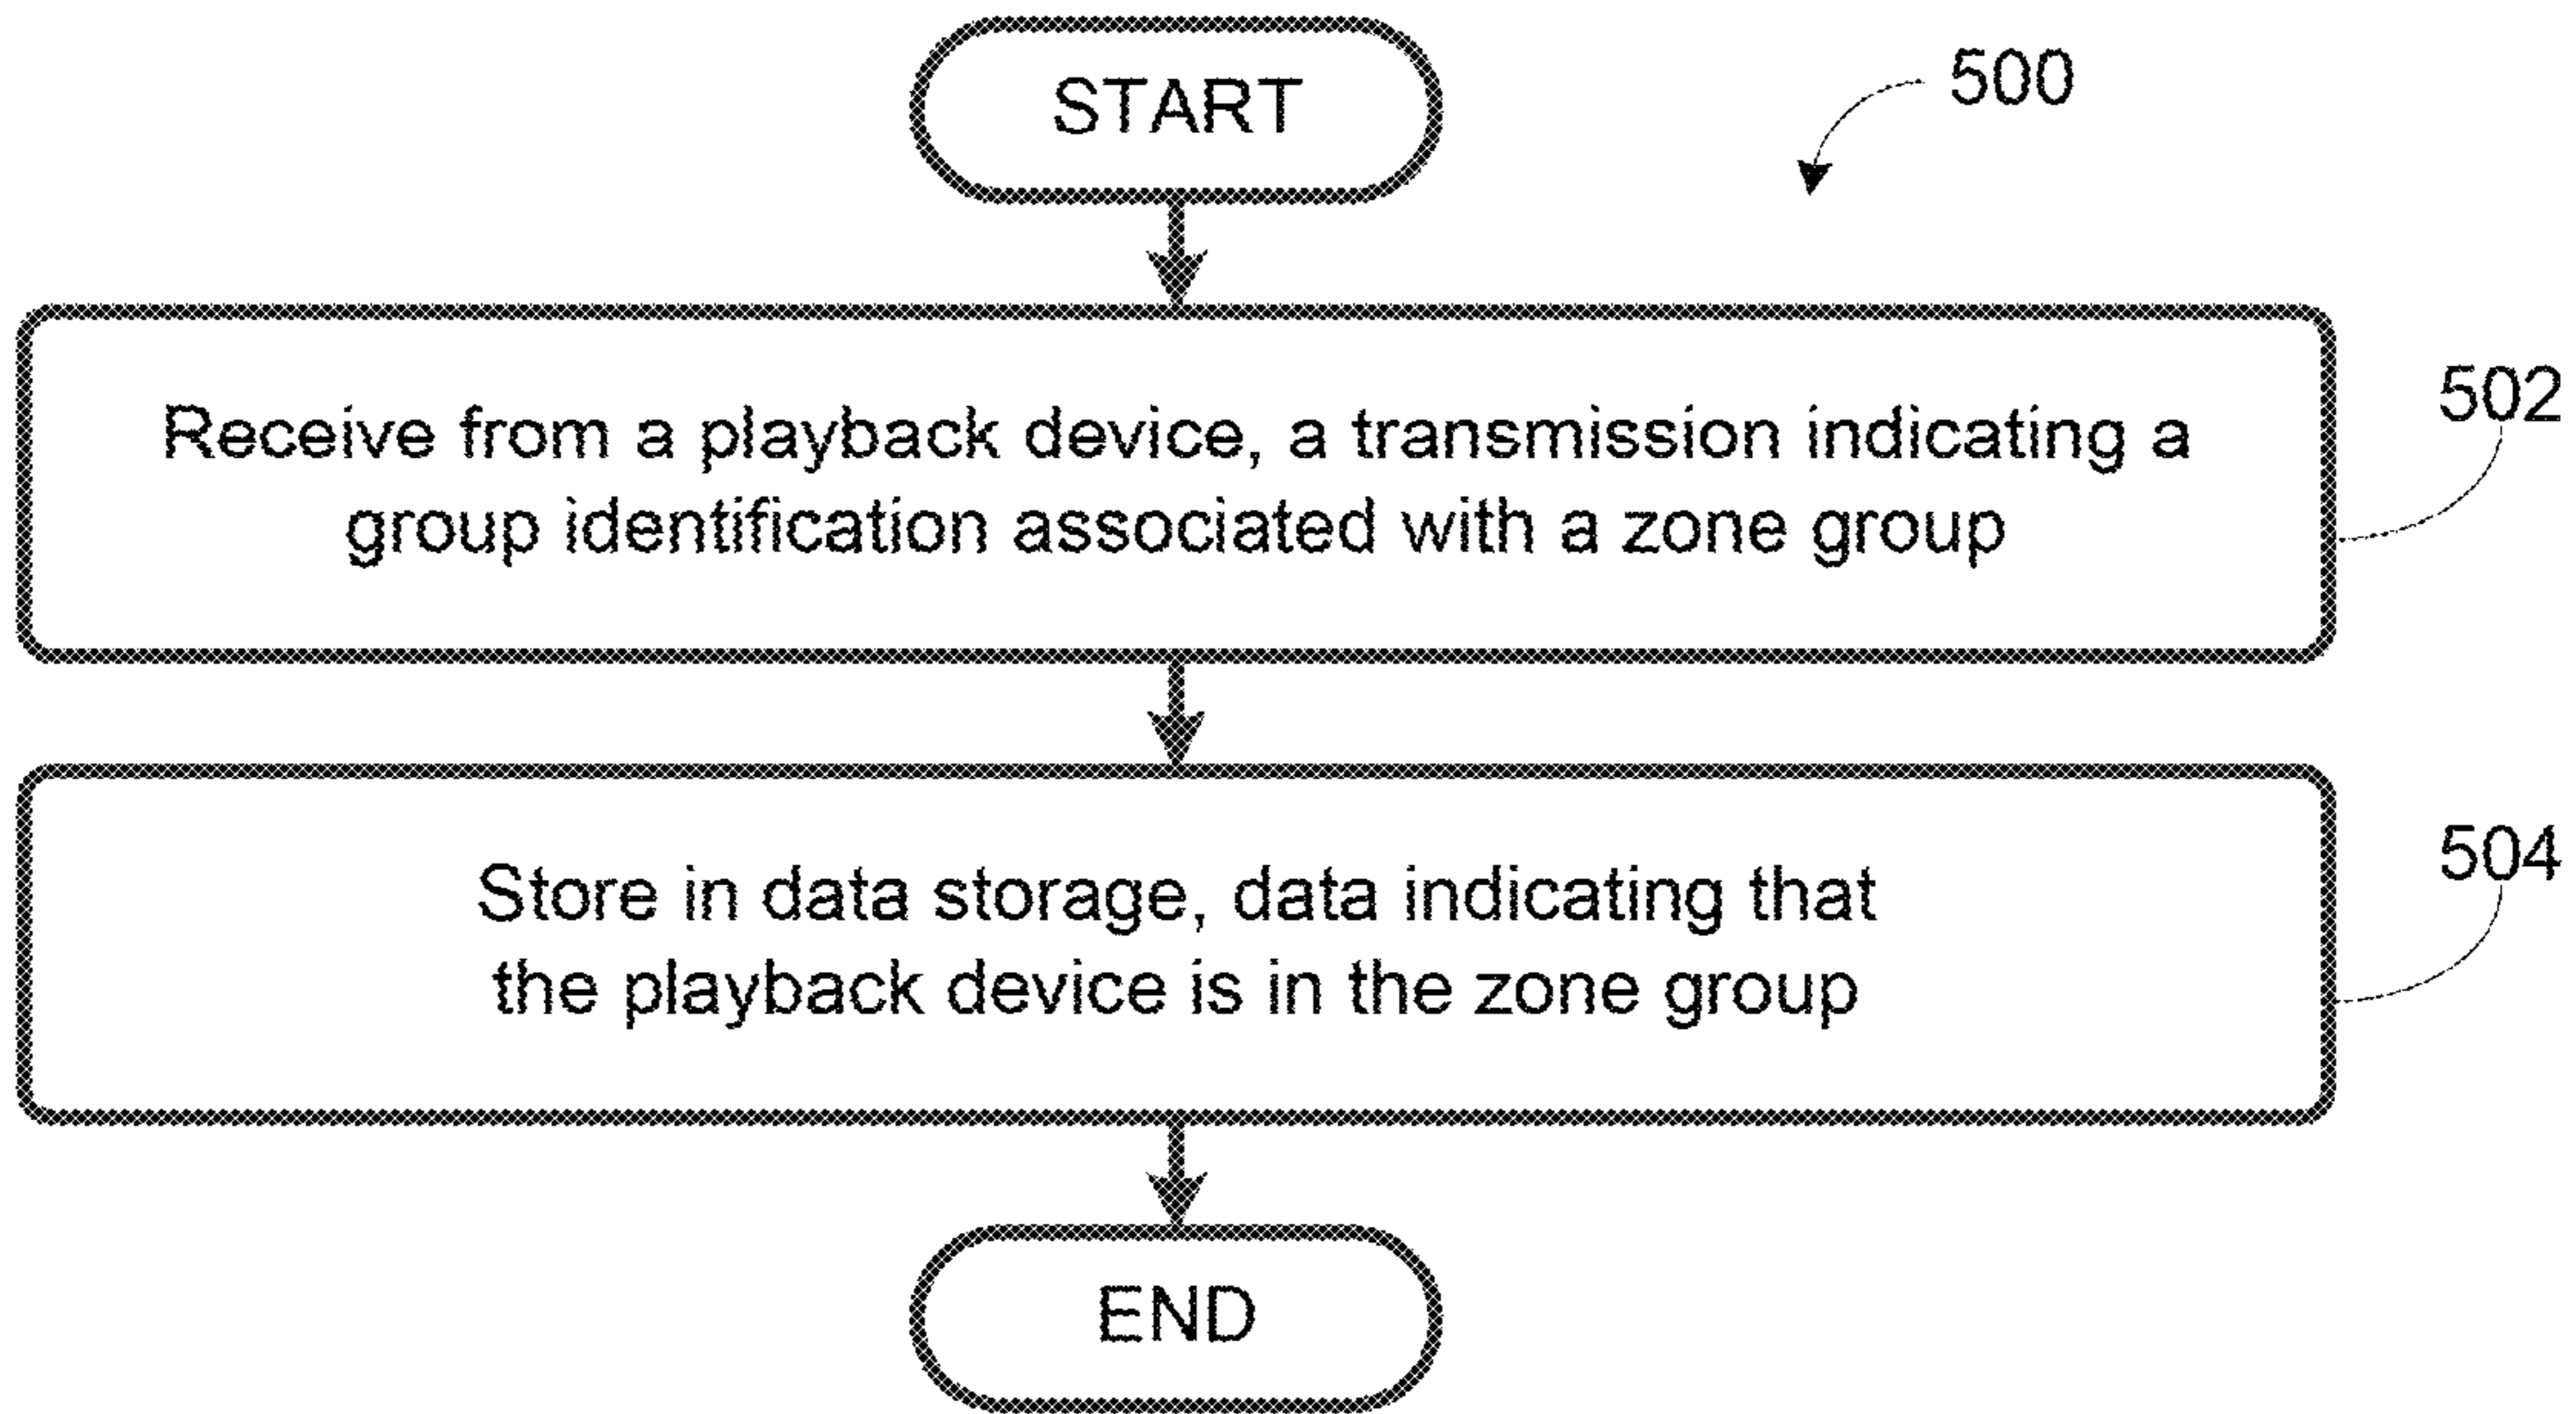 START
500
Receive from a playback device, a transmission indicating a
group identification associated with a zone group
502
Store in data storage, data indicating that
the playback device is in the zone group
504
END